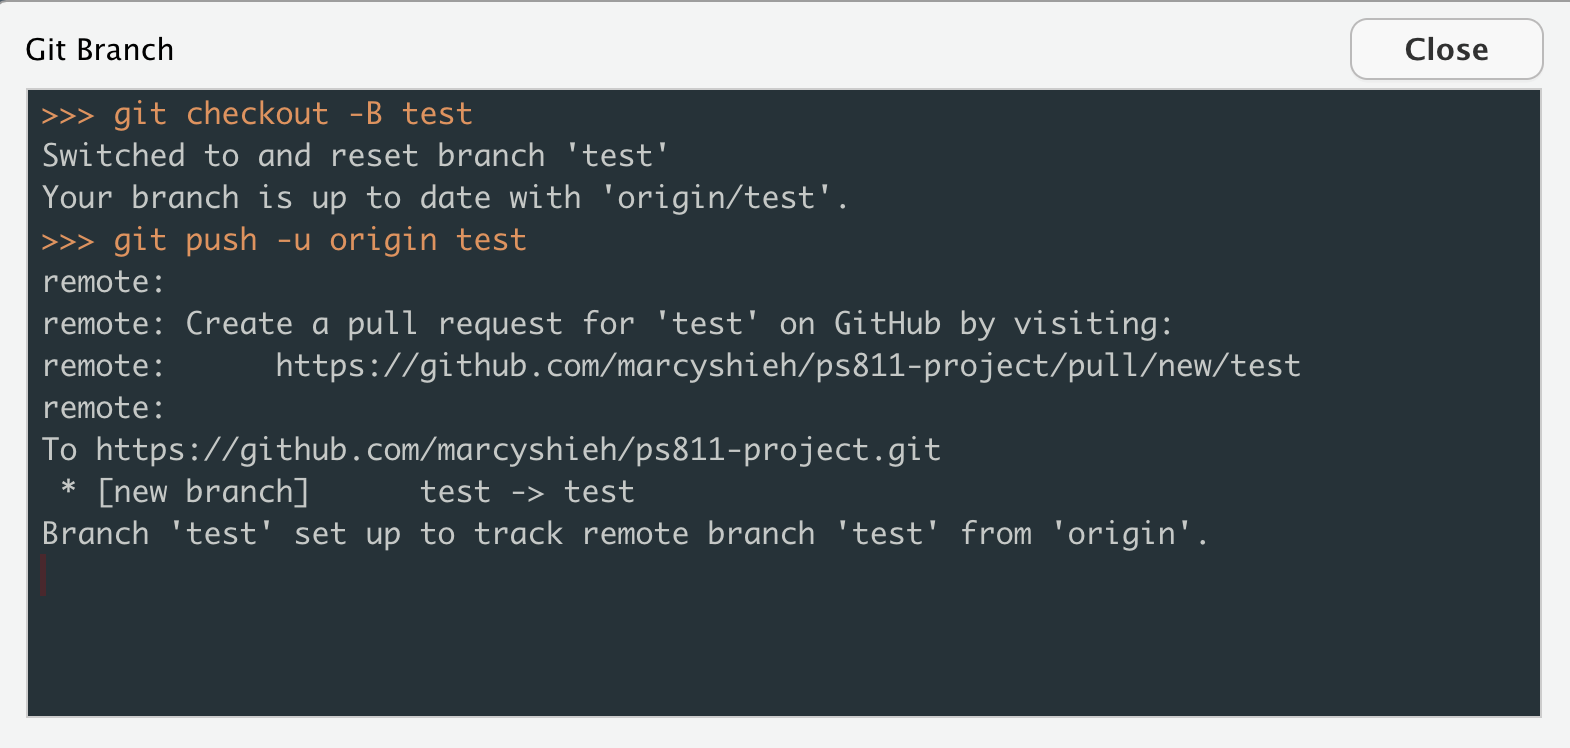 Git Branch
Close
>>> git checkout -B test
Switched to and reset branch 'test'
Your branch is up to date with 'origin/test'.
>>> git push -u origin test
remote:
remote: Create a pull request for 'test' on GitHub by visiting:
remote:      https://github.com/marcyshieh/ps811-project/pull/new/test
remote:
To https://github.com/marcyshieh/ps811-project.git
 * [new branch]      test -> test
Branch 'test' set up to track remote branch 'test' from 'origin'.